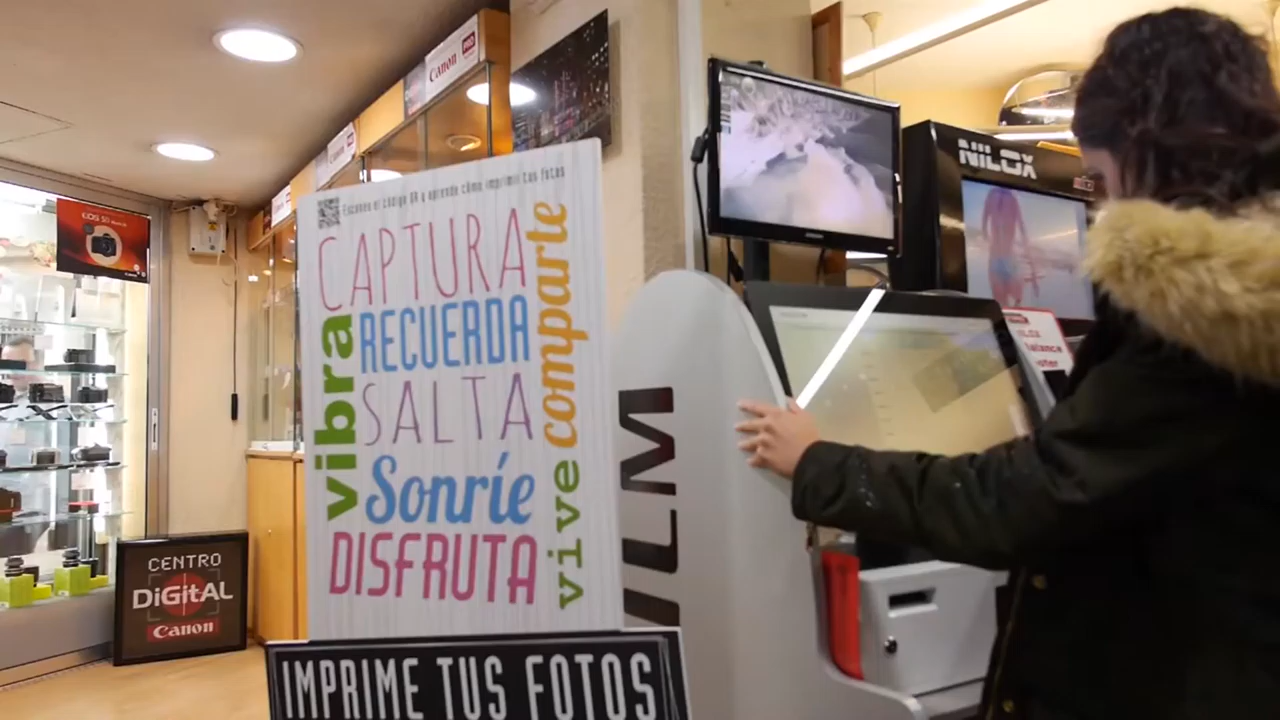 Canon
EOS 5D
Escanea el código QR y aprende cómo imprimir tus fotos
CAPTURA
RECUERDA
SALTA
Sonríe
DISFRUTA
vibra
comparte
vive
IMPRIME TUS FOTOS
CENTRO
DiGitAL
Canon
NILOX
ILM